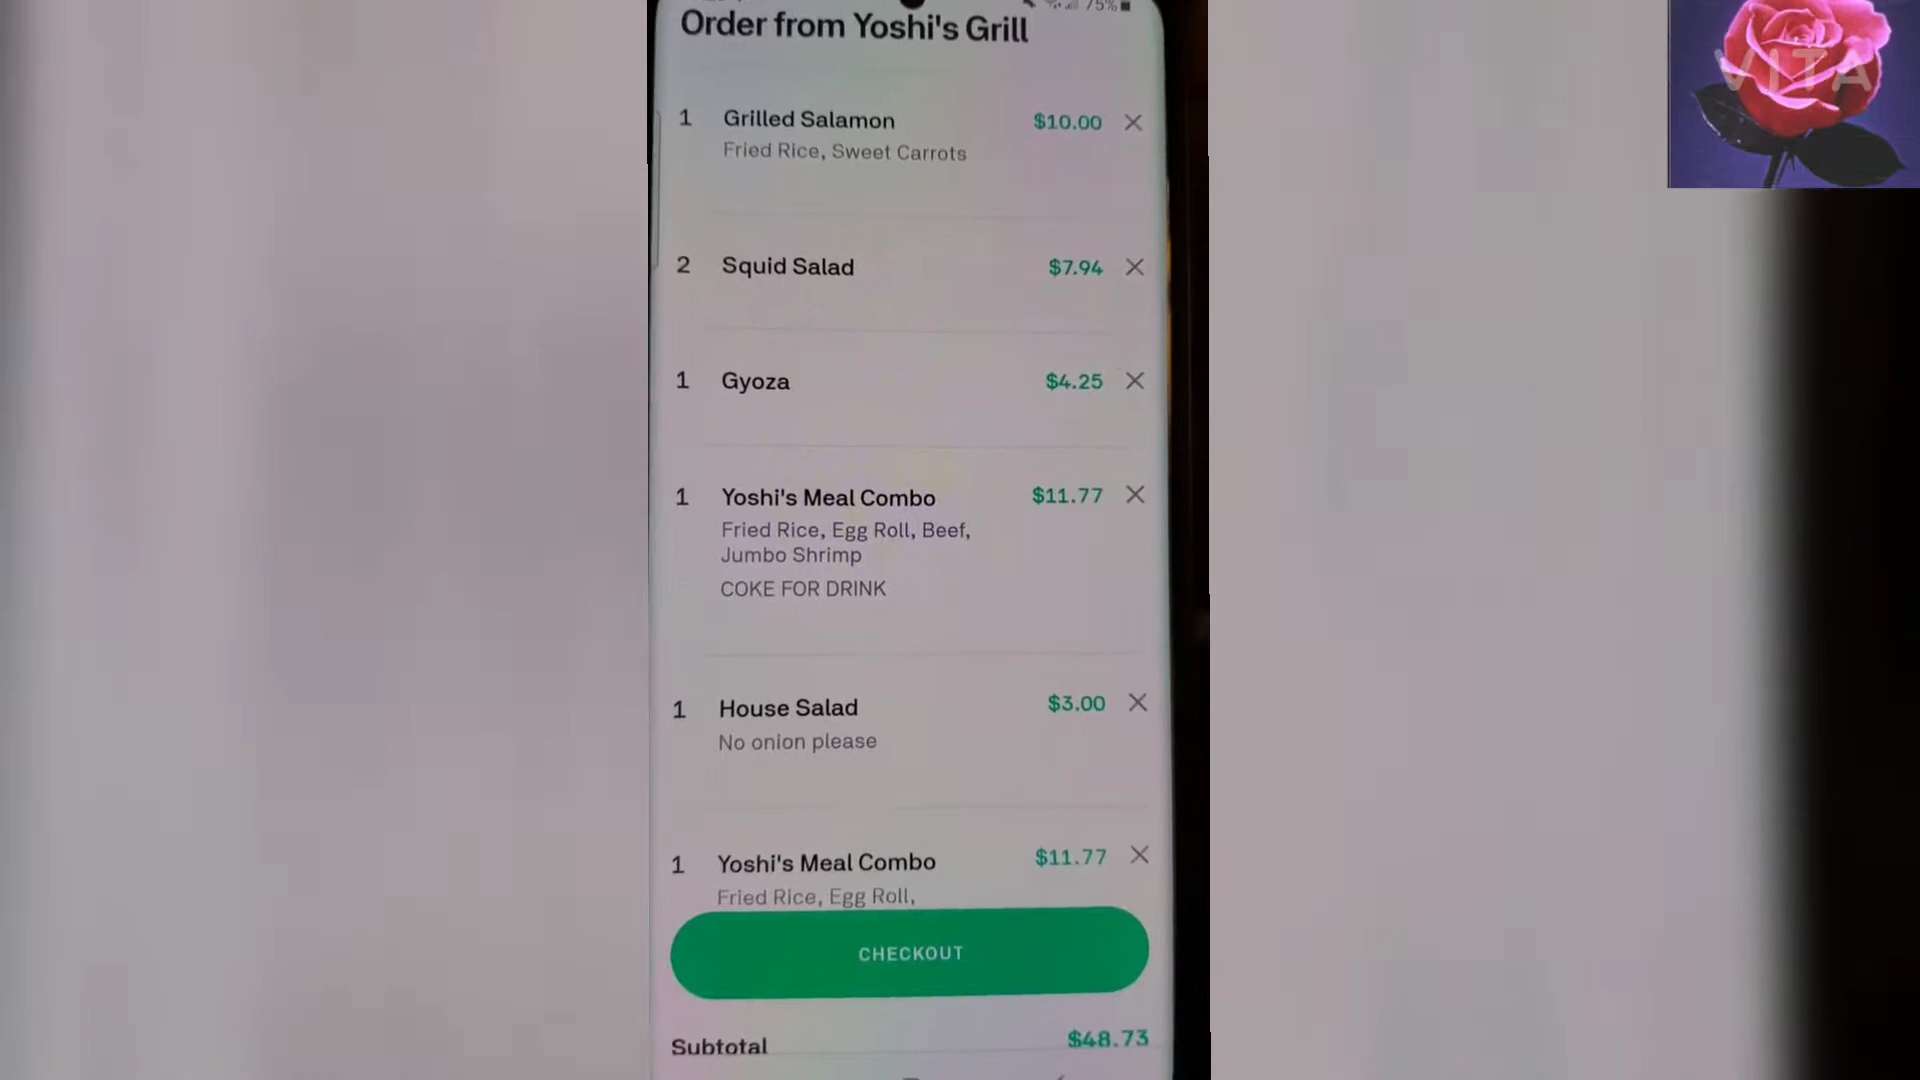 75%
Order from Yoshi's Grill
1 Grilled Salamon $10.00
Fried Rice, Sweet Carrots
2 Squid Salad $7.94
1 Gyoza $4.25
1 Yoshi's Meal Combo $11.77
Fried Rice, Egg Roll, Beef,
Jumbo Shrimp
COKE FOR DRINK
1 House Salad $3.00
No onion please
1 Yoshi's Meal Combo $11.77
Fried Rice, Egg Roll,
CHECKOUT
Subtotal $48.73
VITA